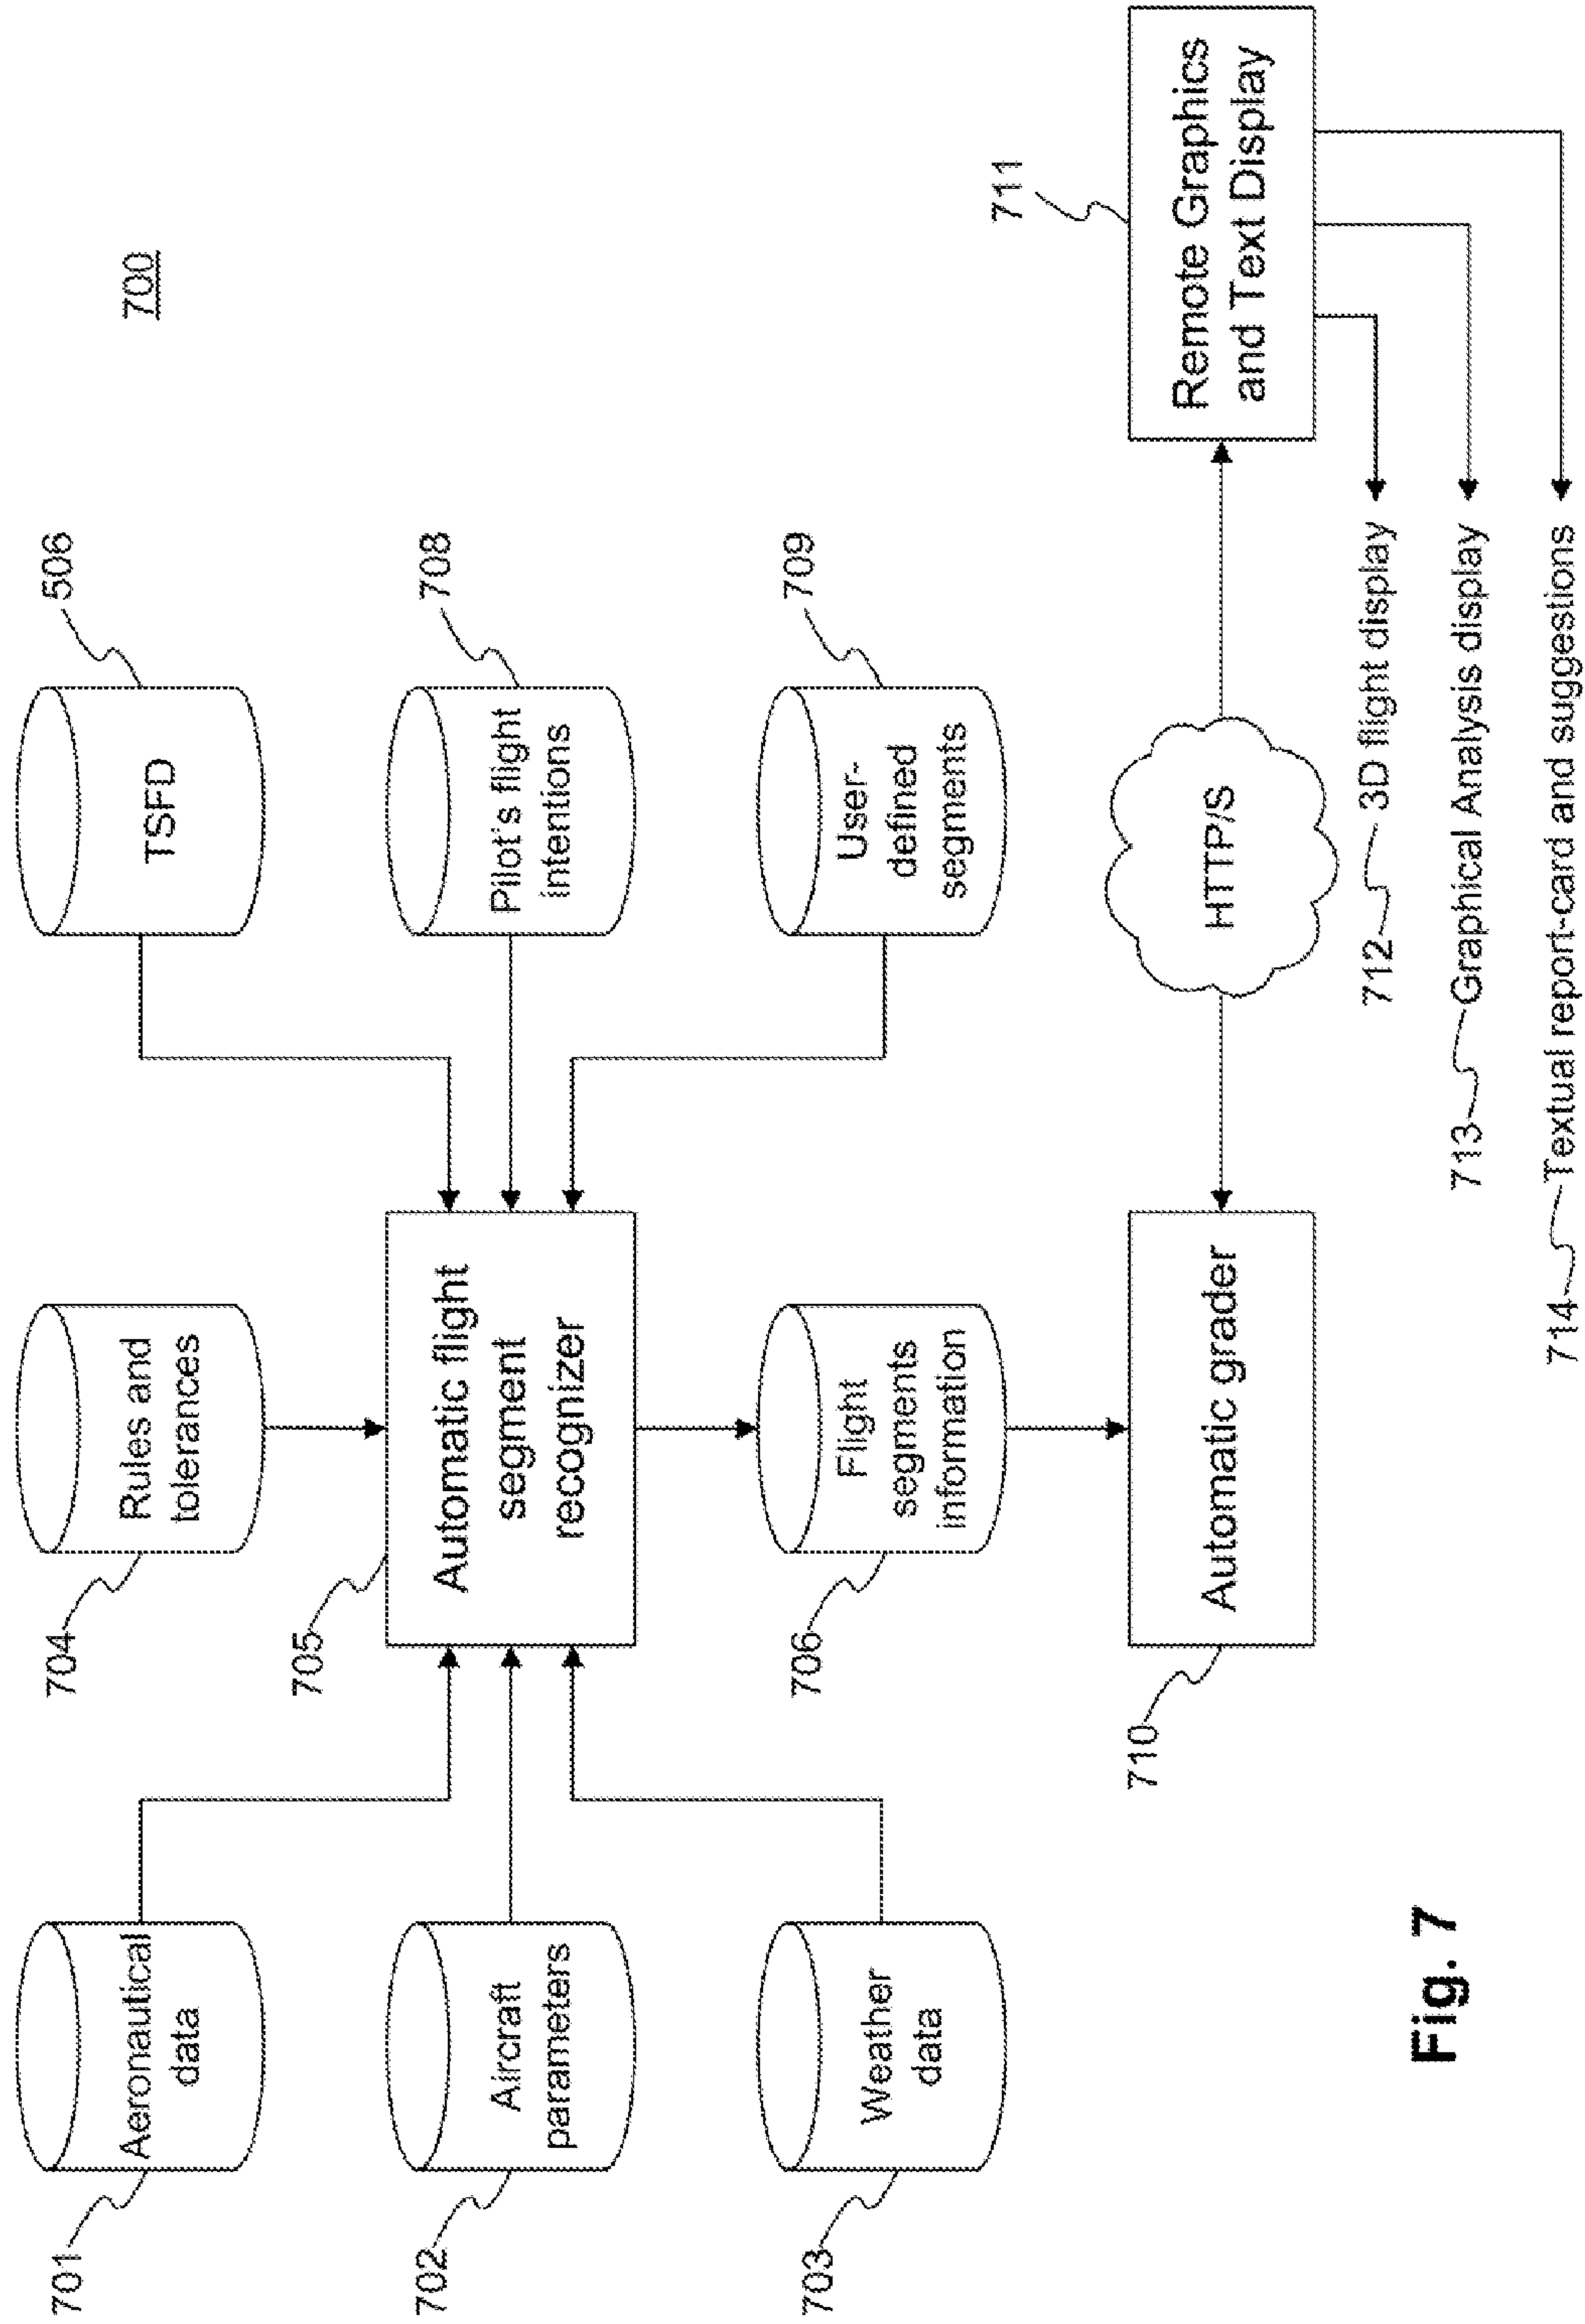 700
701
Aeronautical
data
702
Aircraft
parameters
703
Weather
data
704
Rules and
tolerances
705
Automatic flight
segment
recognizer
706
Flight
segments
information
506
TSFD
708
Pilot's flight
intentions
709
User-
defined
segments
710
Automatic grader
HTTP/S
711
Remote Graphics
and Text Display
712 3D flight display
713 Graphical Analysis display
714 Textual report-card and suggestions
Fig. 7